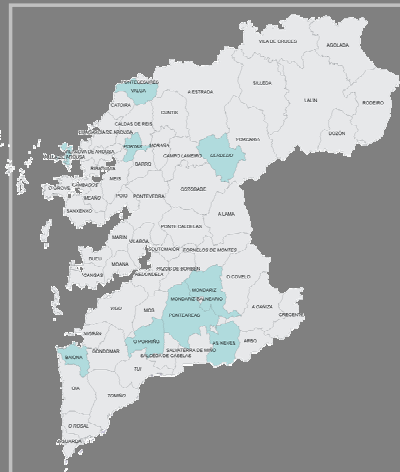 VILA DE CRUCES
AGOLADA
SILLEDA
LALIN
RODEIRO
DOZÓN
PONTECESURES
VALGA
A ESTRADA
CATOIRA
CUNTIS
CALDAS DE REIS
VILAGARCÍA DE AROUSA
PORTAS
MORAÑA
CAMPO LAMEIRO
CERDEDO
FORCAREI
VILANOVA DE AROUSA
BARRO
RIBADUMIA
MEIS
O GROVE
CAMBADOS
MEAÑO
SANXENXO
POIO
PONTEVEDRA
COTOBADE
A LAMA
PONTE CALDELAS
MARÍN
VILABOA
SOUTOMAIOR
FORNELOS DE MONTES
BUEU
MOAÑA
CANGAS
REDONDELA
PAZOS DE BORBÉN
O COVELO
MONDARIZ
MONDARIZ BALNEARIO
VIGO
MOS
PONTEAREAS
A CAÑIZA
CRECENTE
NIGRÁN
GONDOMAR
O PORRIÑO
AS NEVES
ARBO
SALVATERRA DE MIÑO
SALCEDA DE CASELAS
BAIONA
TUI
OIA
TOMIÑO
O ROSAL
A GUARDA